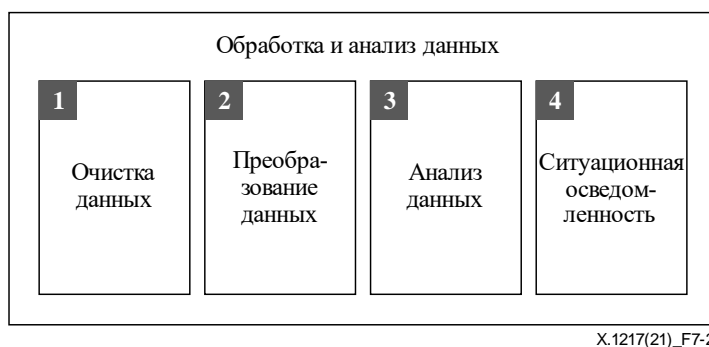 Обработка и анализ данных
1
Очистка
данных
2
Преобра-
зование
данных
3
Анализ
данных
4
Ситуационная
осведом-
ленность
X.1217(21)_F7-2